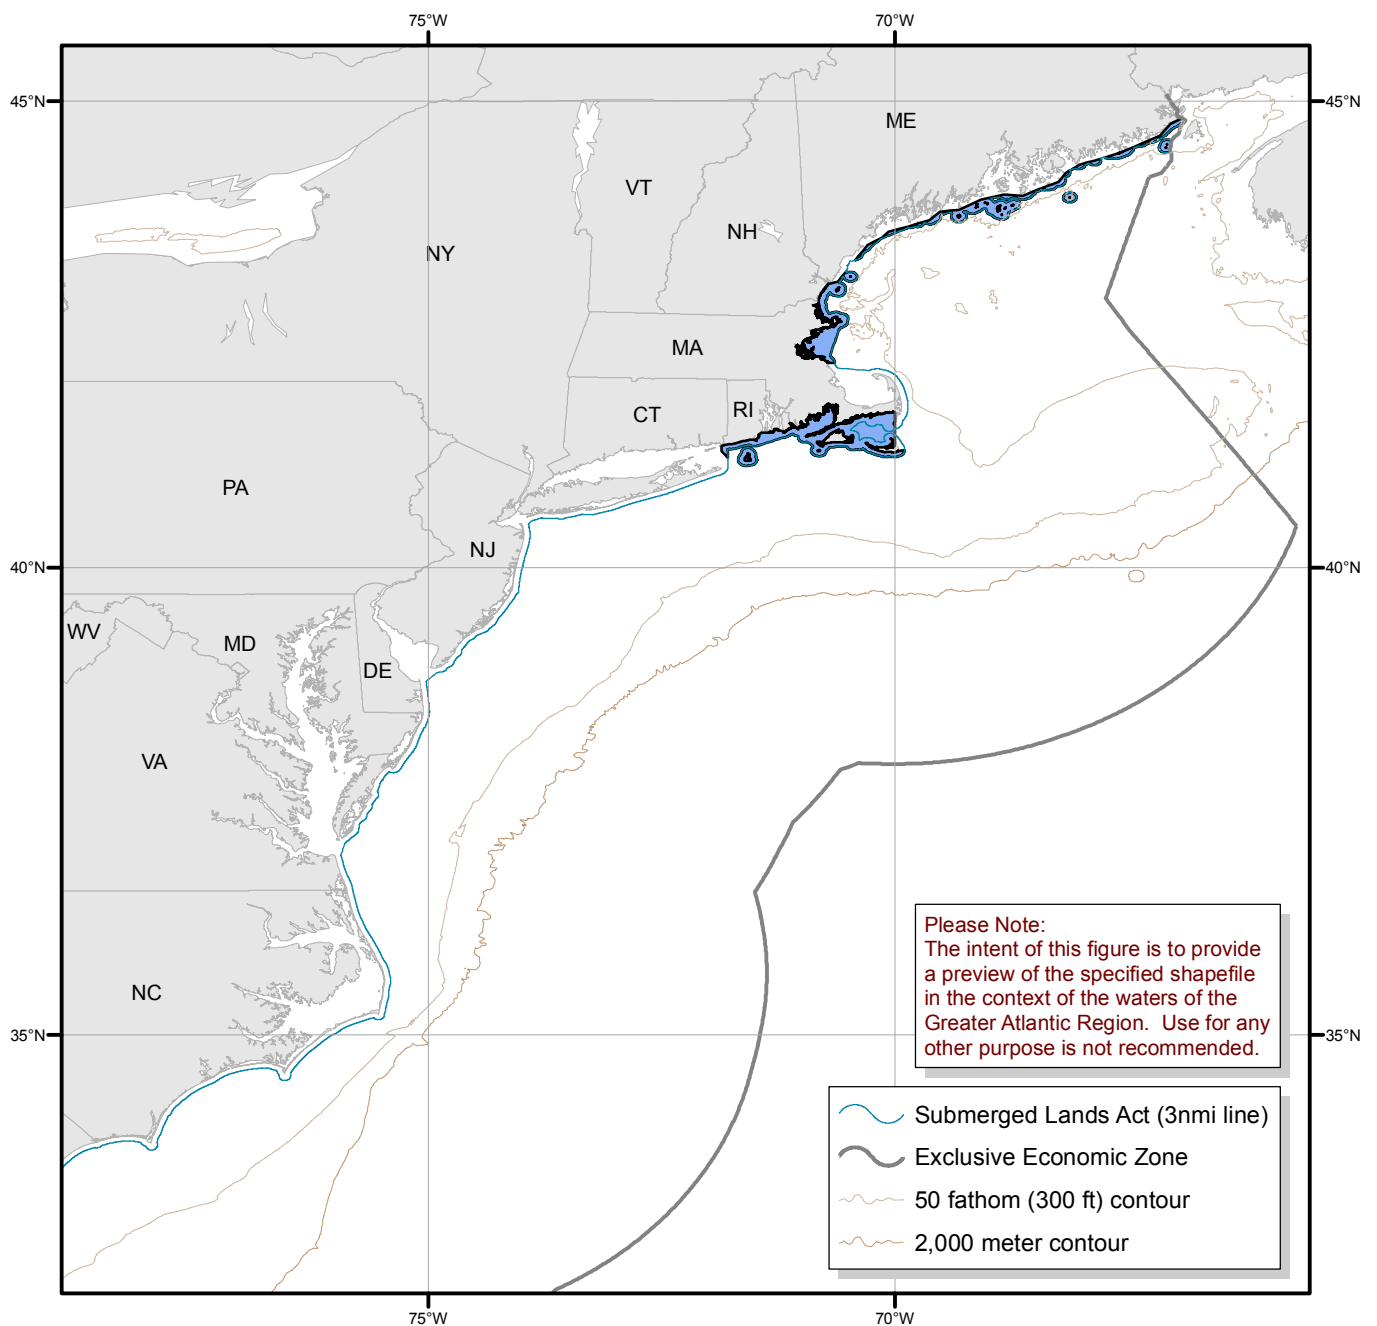 75°W
70°W
45°N
45°N
ME
VT
NH
NY
MA
CT
RI
PA
NJ
40°N
40°N
WV
MD
DE
VA
NC
35°N
35°N
Please Note:
The intent of this figure is to provide
a preview of the specified shapefile
in the context of the waters of the
Greater Atlantic Region. Use for any
other purpose is not recommended.
Submerged Lands Act (3nmi line)
Exclusive Economic Zone
50 fathom (300 ft) contour
2,000 meter contour
75°W
70°W